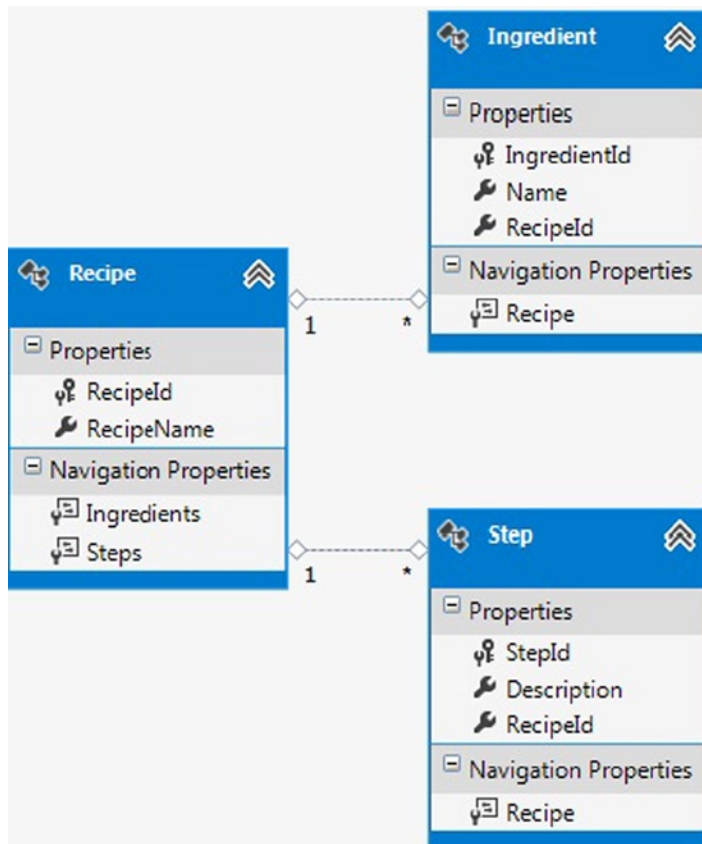 Ingredient
Properties
IngredientId
Name
RecipeId
Navigation Properties
Recipe
Recipe
Properties
RecipeId
RecipeName
Navigation Properties
Ingredients
Steps
1
*
1
*
Step
Properties
StepId
Description
RecipeId
Navigation Properties
Recipe